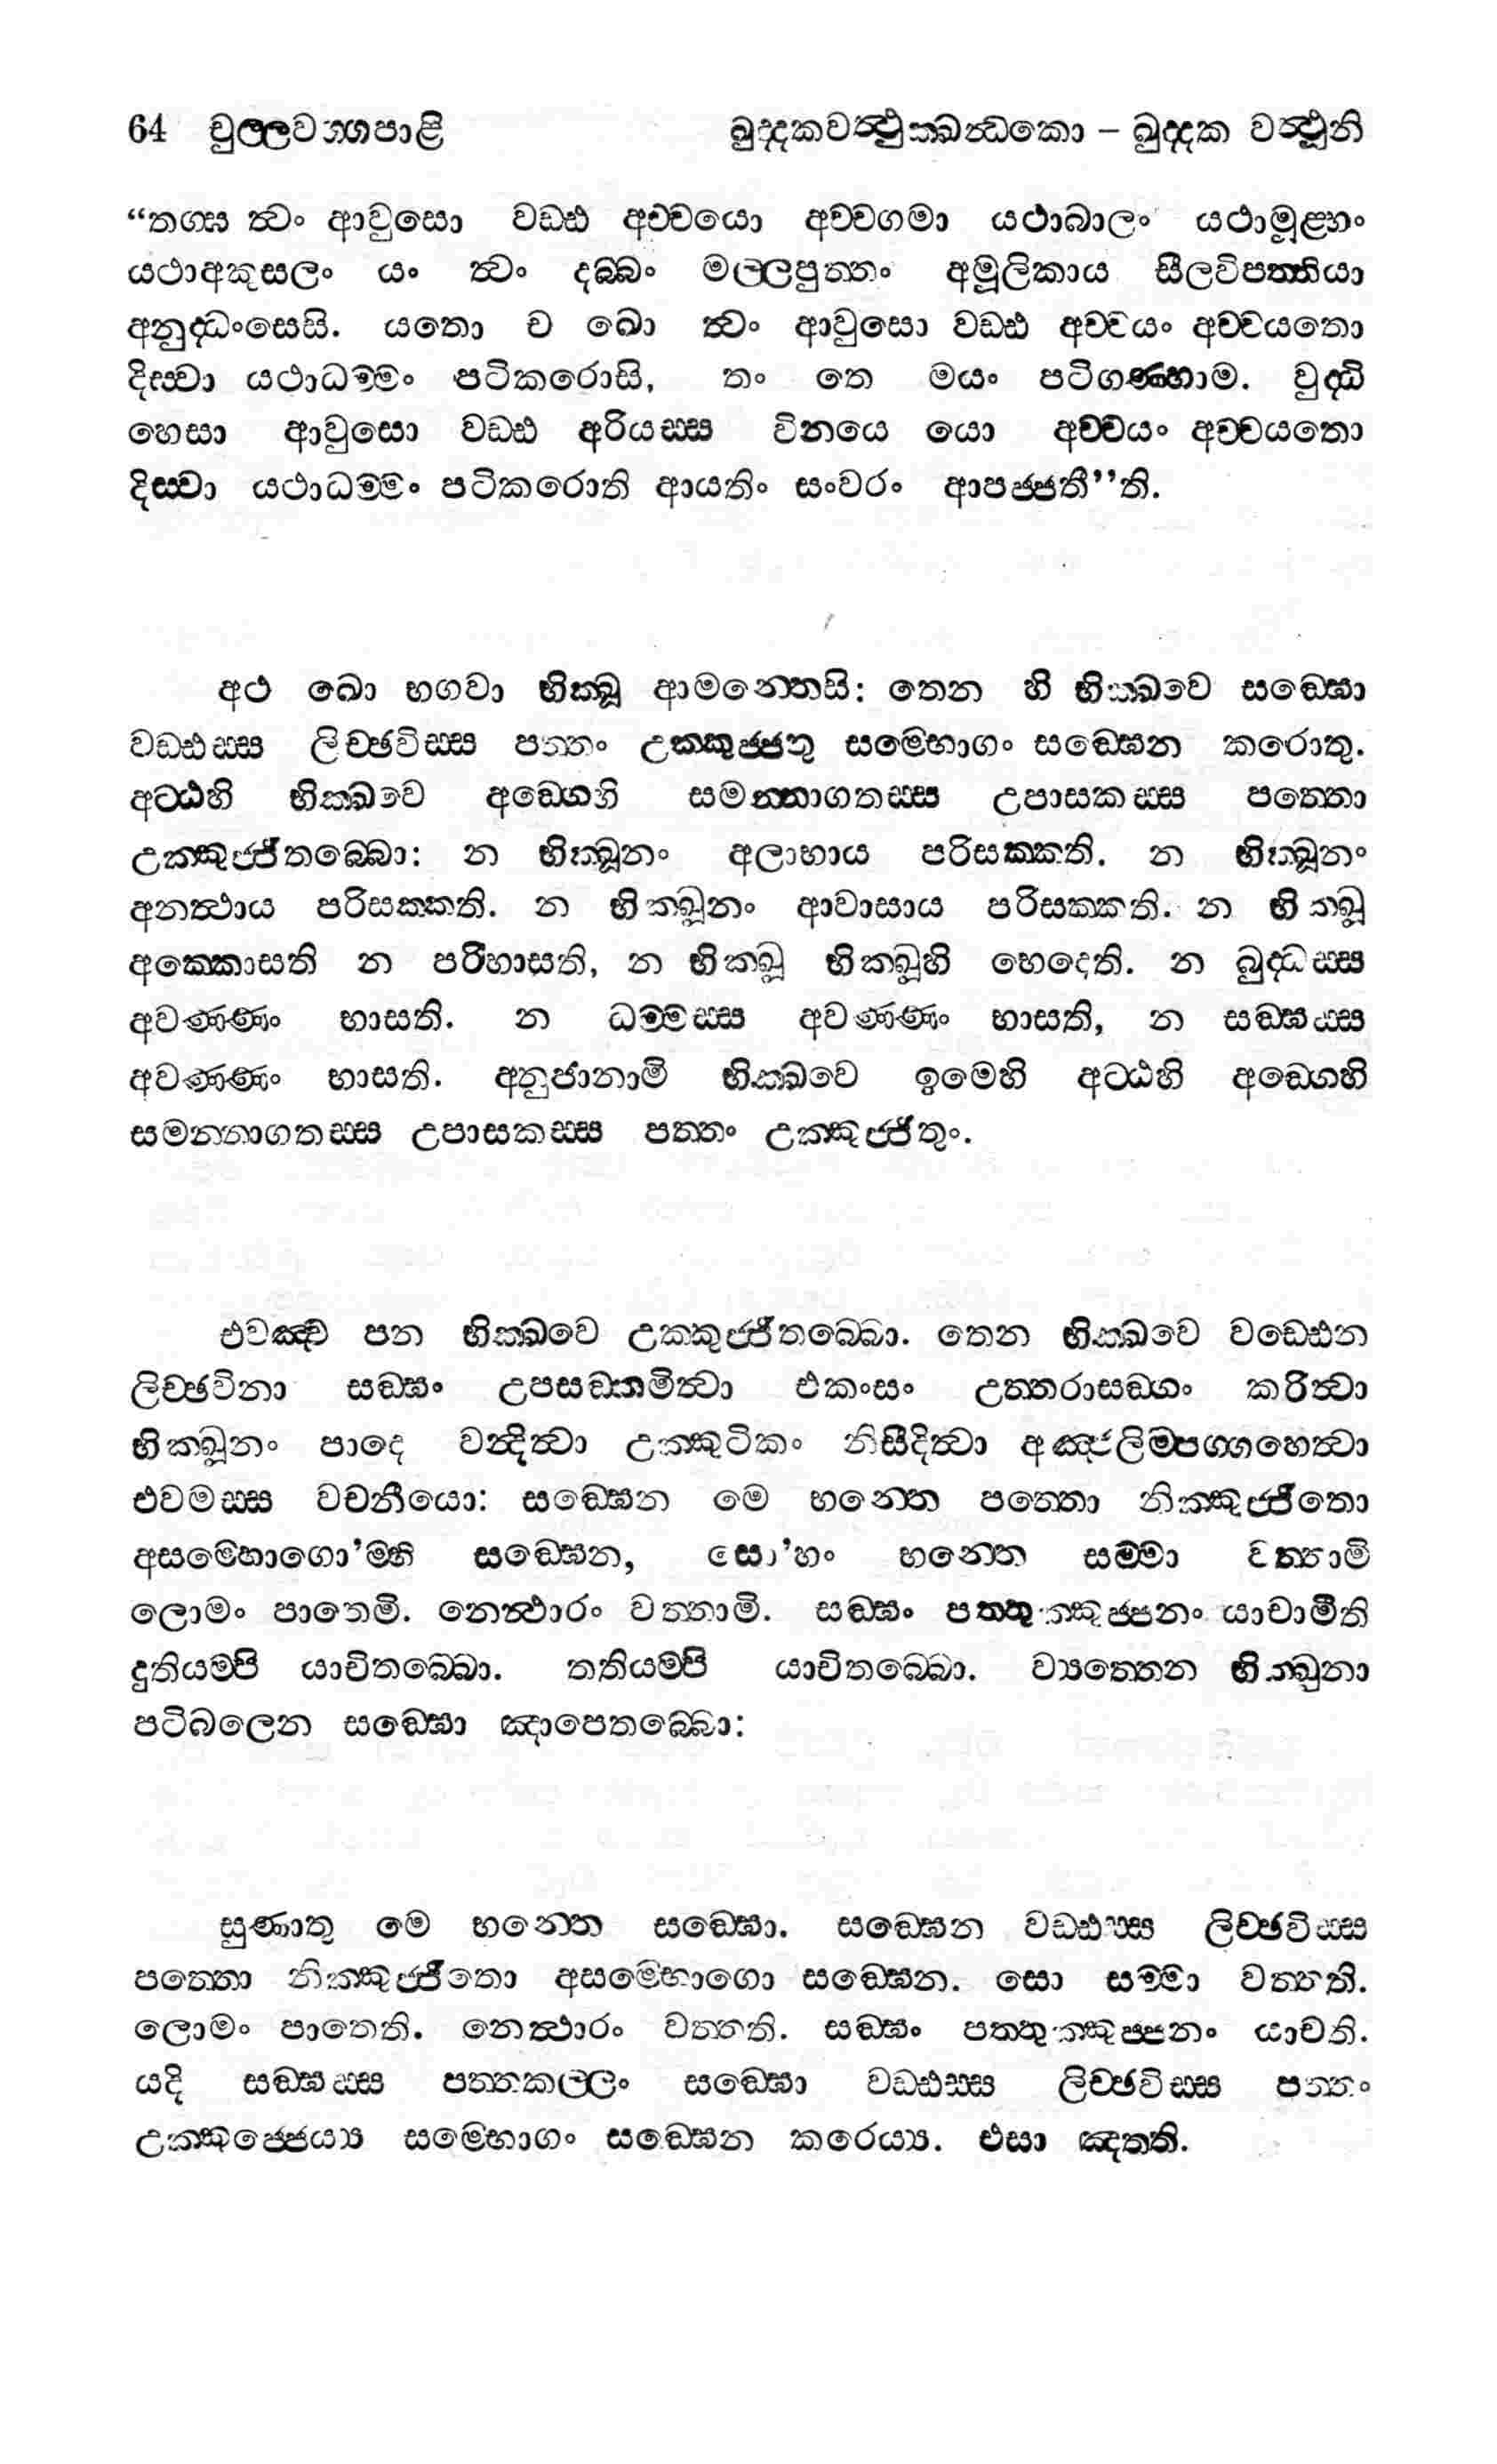 64 චුල්ලවග්ගපාළි ඛුද්දකවත්ථුක්ඛන්ධකො – ඛුද්දක වත්ථූනි
“තග්ඝ ත්වං ආවුසො වඩ්ඪ අච්චයො අච්චගමා යථාබාලං යථාමූළ්හං
යථාඅකුසලං යං ත්වං දබ්බං මල්ලපුත්තං අමූලිකාය සීලවිපත්තියා
අනුද්ධංසෙසි. යතො ච ඛො ත්වං ආවුසො වඩ්ඪ අච්චයං අච්චයතො
දිස්වා යථාධම්මං පටිකරොසි, තං තෙ මයං පටිගණ්හාම. වුද්ධි
හෙසා ආවුසො වඩ්ඪ අරියස්ස විනයෙ යො අච්චයං අච්චයතො
දිස්වා යථාධම්මං පටිකරොති ආයතිං සංවරං ආපජ්ජතී”ති.
අථ ඛො භගවා භික්ඛූ ආමන්තෙසි: තෙන හි භික්ඛවෙ සඞ්ඝො
වඩ්ඪස්ස ලිච්ඡවිස්ස පත්තං උක්කුජ්ජතු සම්භොගං සඞ්ඝෙන කරොතු.
අට්ඨහි භික්ඛවෙ අඞ්ගෙහි සමන්නාගතස්ස උපාසකස්ස පත්තො
උක්කුජ්ජිතබ්බො: න භික්ඛූනං අලාභාය පරිසක්කති. න භික්ඛූනං
අනත්ථාය පරිසක්කති. න භික්ඛූනං ආවාසාය පරිසක්කති. න භික්ඛූ
අක්කොසති න පරිභාසති, න භික්ඛූ භික්ඛූහි භෙදෙති. න බුද්ධස්ස
අවණ්ණං භාසති. න ධම්මස්ස අවණ්ණං භාසති, න සඞ්ඝස්ස
අවණ්ණං භාසති. අනුජානාමි භික්ඛවෙ ඉමෙහි අට්ඨහි අඞ්ගෙහි
සමන්නාගතස්ස උපාසකස්ස පත්තං උක්කුජ්ජිතුං.
එවඤ්ච පන භික්ඛවෙ උක්කුජ්ජිතබ්බො. තෙන භික්ඛවෙ වඩ්ඪෙන
ලිච්ඡවිනා සඞ්ඝං උපසඞ්කමිත්වා එකංසං උත්තරාසඞ්ගං කරිත්වා
භික්ඛූනං පාදෙ වන්දිත්වා උක්කුටිකං නිසීදිත්වා අඤ්ජලිම්පග්ගහෙත්වා
එවමස්ස වචනීයො: සඞ්ඝෙන මෙ භන්තෙ පත්තො නික්කුජ්ජිතො
අසම්භොගො’ම්හි සඞ්ඝෙන, සො’හං භන්තෙ සම්මා වත්තාමි
ලොමං පාතෙමි. නෙත්ථාරං වත්තාමි. සඞ්ඝං පත්තුක්කුජ්ජනං යාචාමීති
දුතියම්පි යාචිතබ්බො. තතියම්පි යාචිතබ්බො. ව්‍යත්තෙන භික්ඛුනා
පටිබලෙන සඞ්ඝො ඤාපෙතබ්බො:
සුණාතු මෙ භන්තෙ සඞ්ඝො. සඞ්ඝෙන වඩ්ඪස්ස ලිච්ඡවිස්ස
පත්තො නික්කුජ්ජිතො අසම්භොගො සඞ්ඝෙන. සො සම්මා වත්තති.
ලොමං පාතෙති. නෙත්ථාරං වත්තති. සඞ්ඝං පත්තුක්කුජ්ජනං යාචති.
යදි සඞ්ඝස්ස පත්තකල්ලං සඞ්ඝො වඩ්ඪස්ස ලිච්ඡවිස්ස පත්තං
උක්කුජ්ජෙය්‍ය සම්භොගං සඞ්ඝෙන කරෙය්‍ය. එසා ඤත්ති.